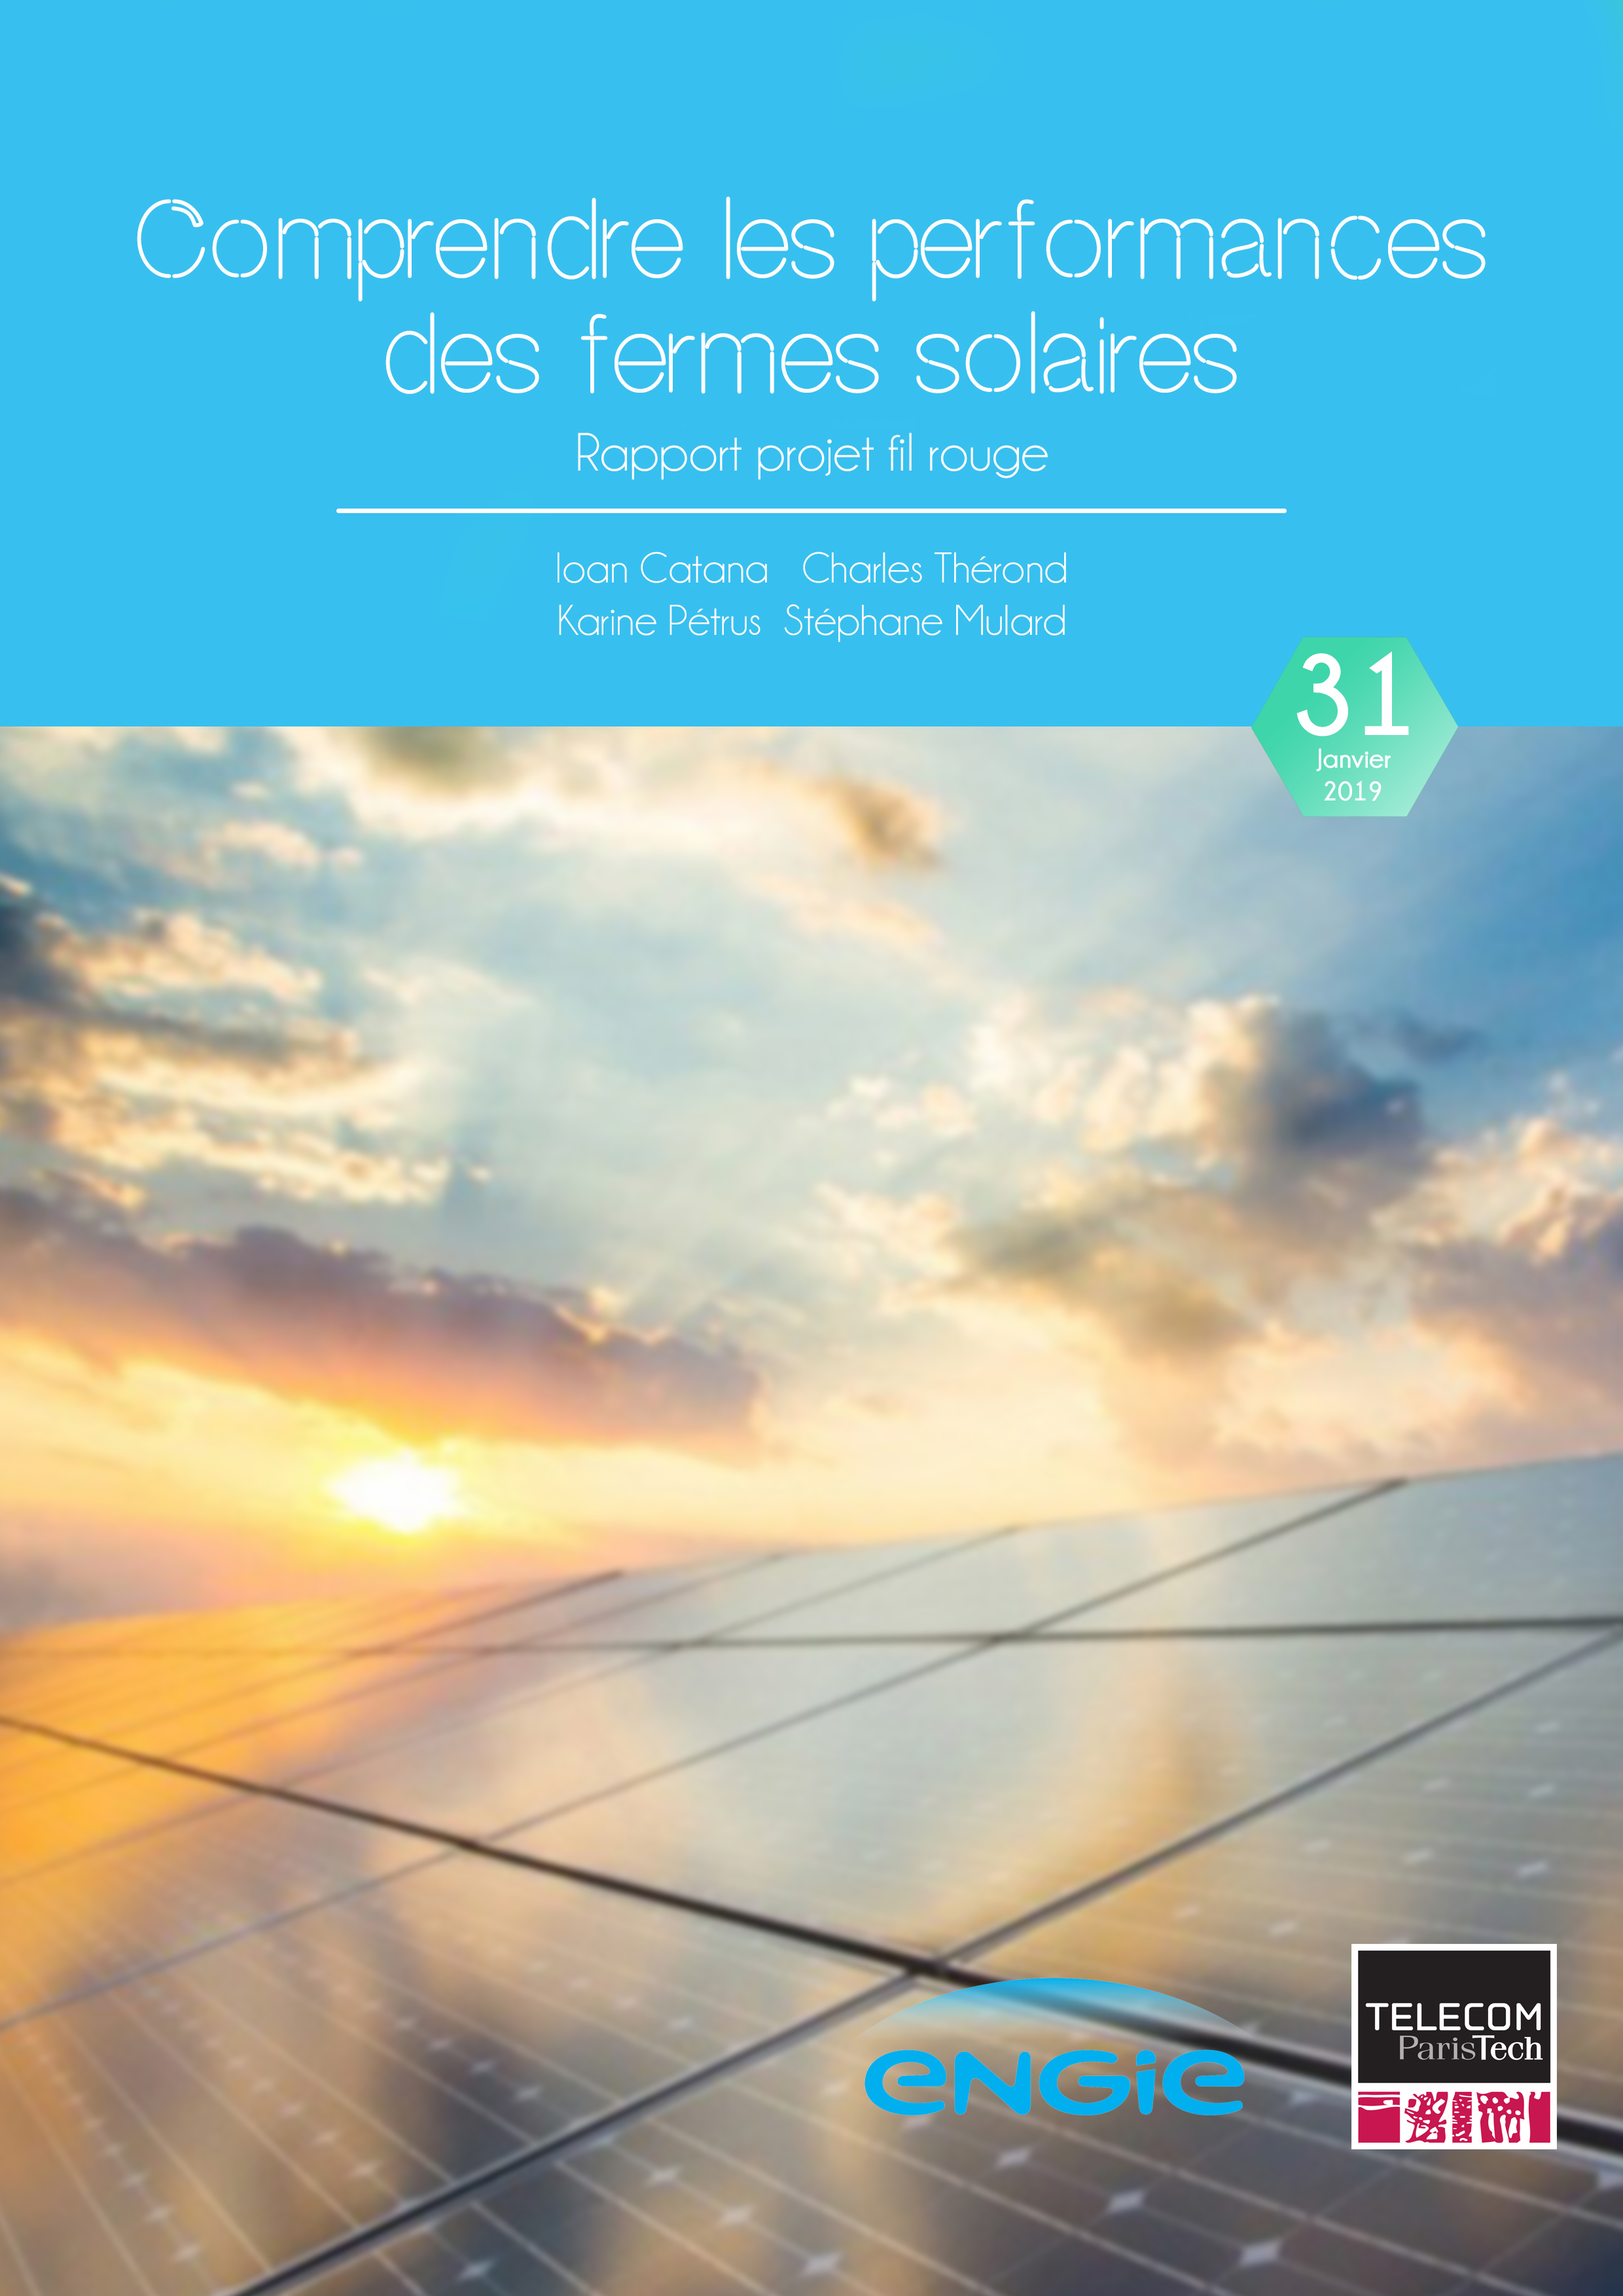 Comprendre les performances
des fermes solaires
Rapport projet fil rouge
Ioan Catana Charles Thérond
Karine Pétrus Stéphane Mulard
31
Janvier
2019
ENGIE
TELECOM
ParisTech